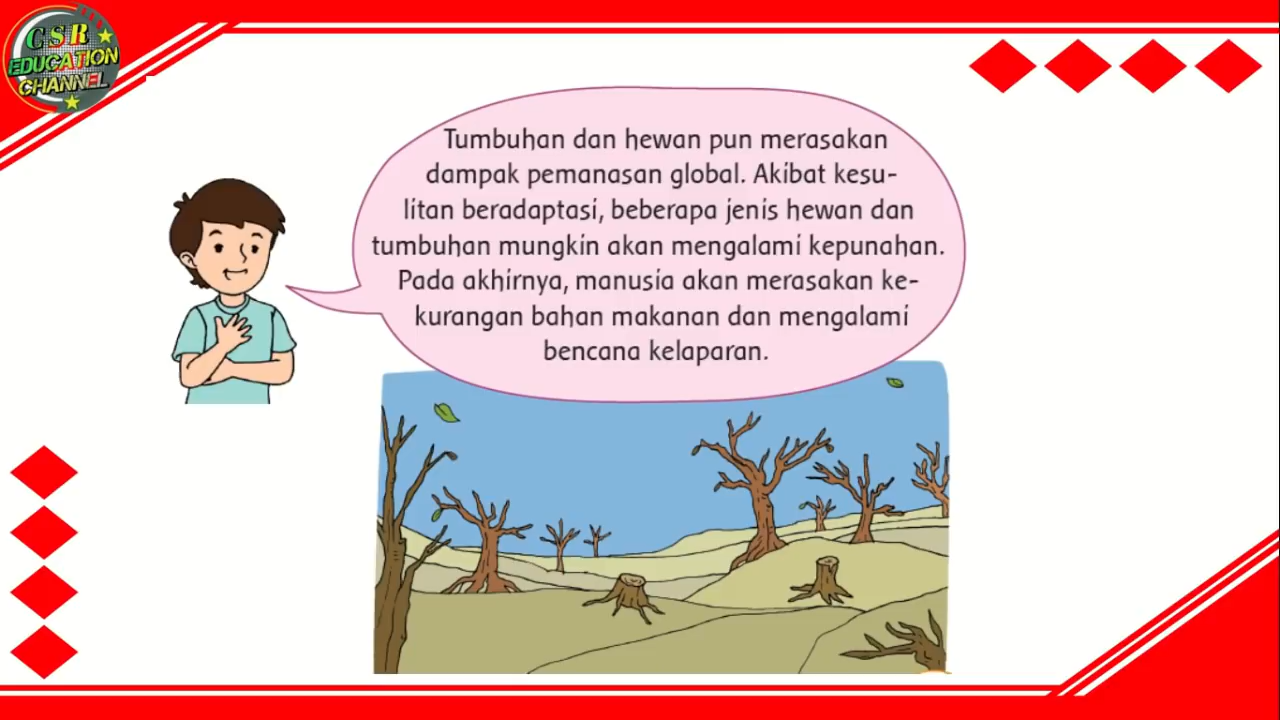 CSR
EDUCATION
CHANNEL
Tumbuhan dan hewan pun merasakan
dampak pemanasan global. Akibat kesu-
litan beradaptasi, beberapa jenis hewan dan
tumbuhan mungkin akan mengalami kepunahan.
Pada akhirnya, manusia akan merasakan ke-
kurangan bahan makanan dan mengalami
bencana kelaparan.